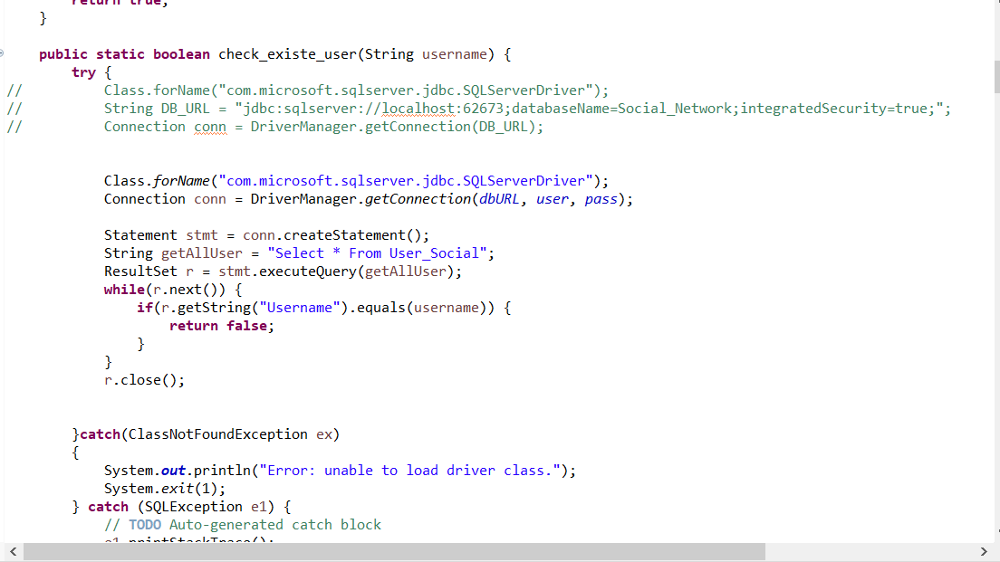 return true;
}
public static boolean check_existe_user(String username) {
try {
// Class.forName("com.microsoft.sqlserver.jdbc.SQLServerDriver");
// String DB_URL = "jdbc:sqlserver://localhost:62673;databaseName=Social_Network;integratedSecurity=true;";
// Connection conn = DriverManager.getConnection(DB_URL);
Class.forName("com.microsoft.sqlserver.jdbc.SQLServerDriver");
Connection conn = DriverManager.getConnection(dbURL, user, pass);
Statement stmt = conn.createStatement();
String getAllUser = "Select * From User_Social";
ResultSet r = stmt.executeQuery(getAllUser);
while(r.next()) {
if(r.getString("Username").equals(username)) {
return false;
}
}
r.close();
}catch(ClassNotFoundException ex)
{
System.out.println("Error: unable to load driver class.");
System.exit(1);
} catch (SQLException e1) {
// TODO Auto-generated catch block
e1.printStackTrace();